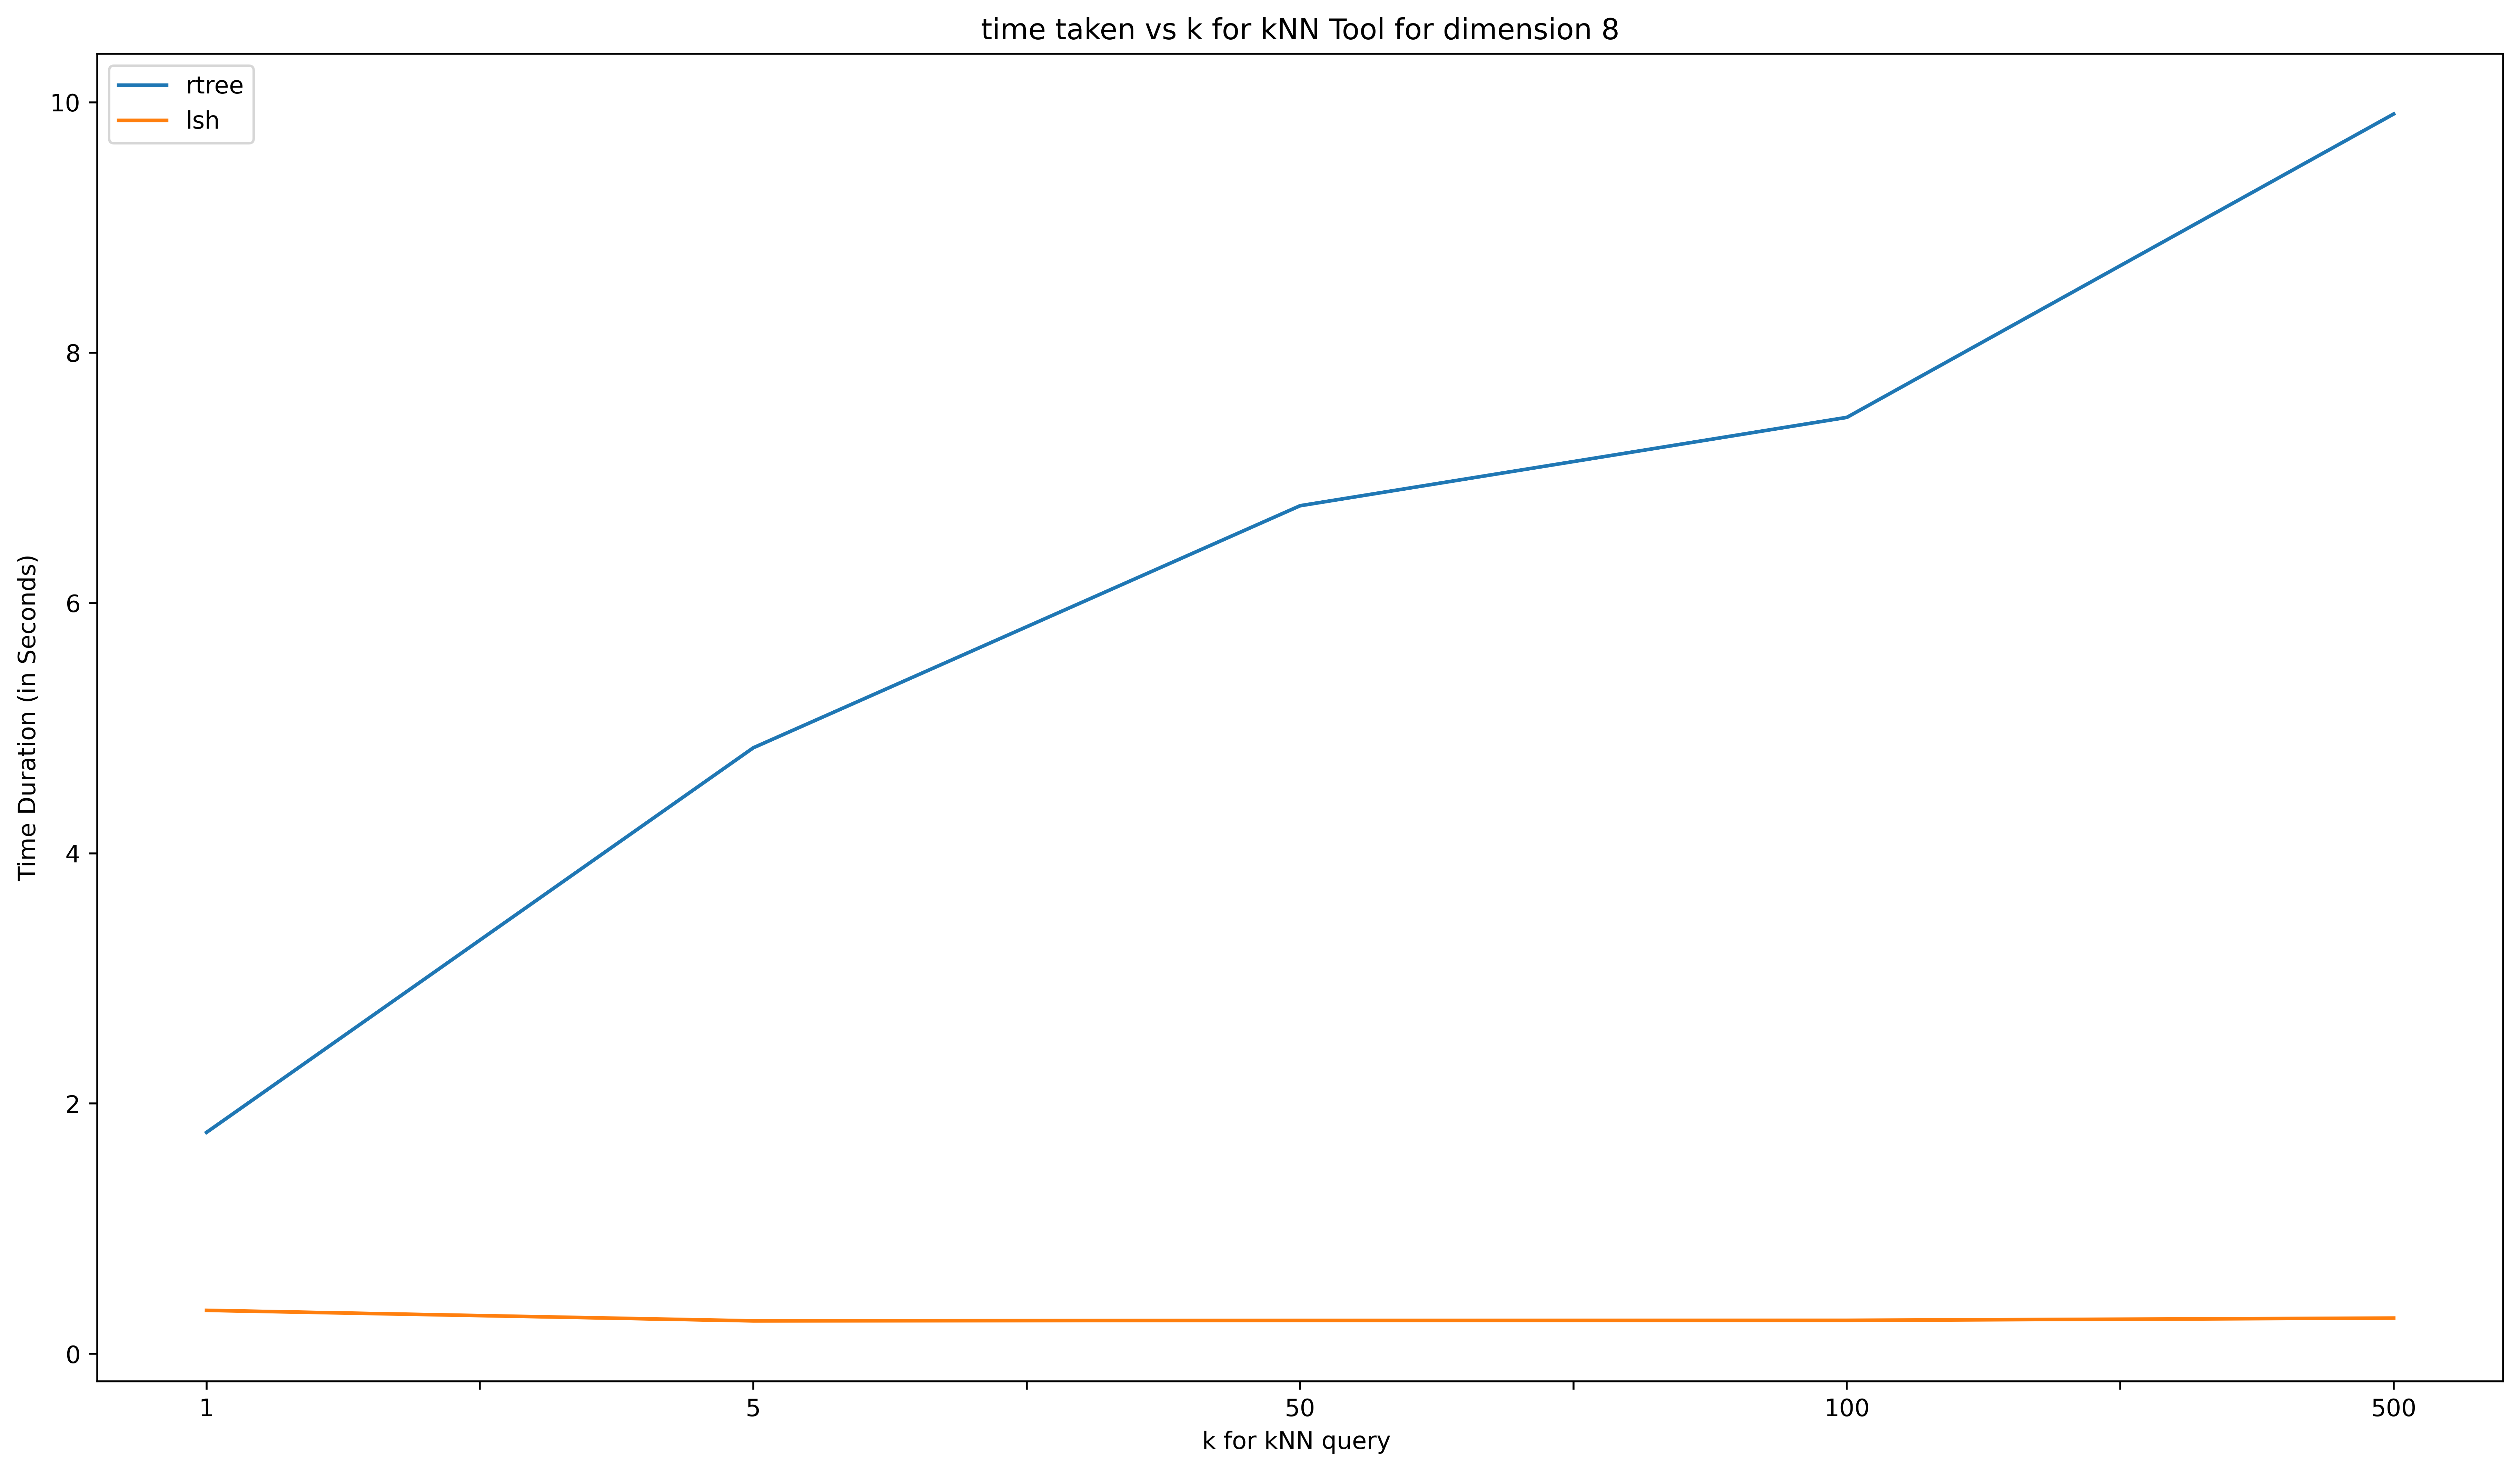 time taken vs k for kNN Tool for dimension 8
rtree
lsh
10
8
6
4
2
0
Time Duration (in Seconds)
1 5 50 100 500
k for kNN query